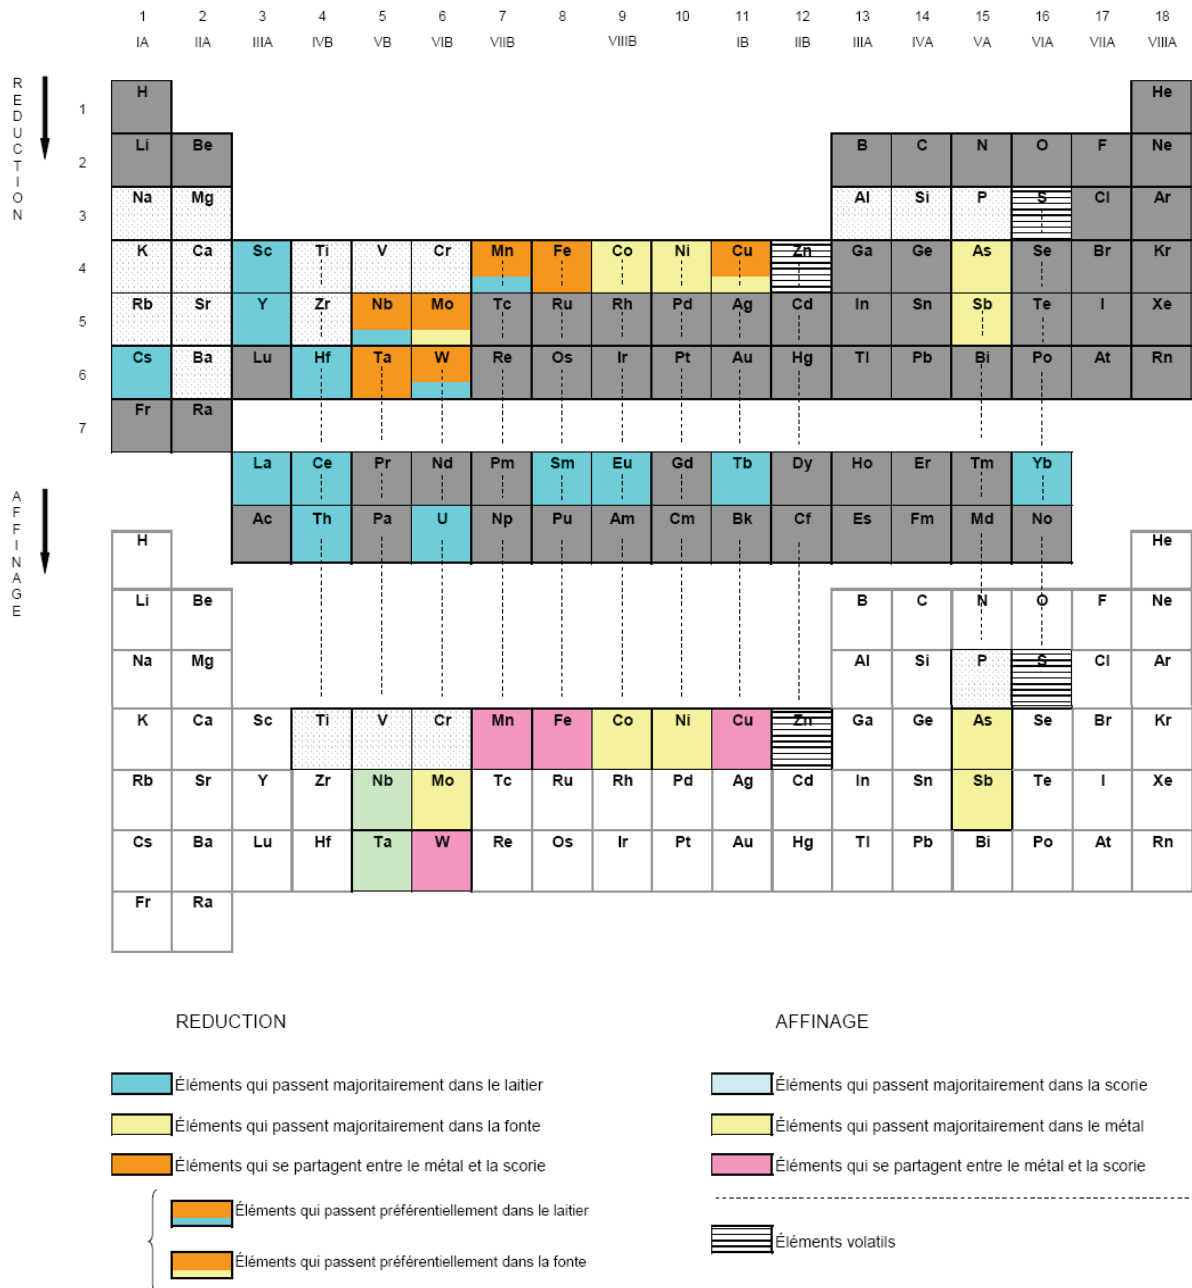 1 2 3 4 5 6 7 8 9 10 11 12 13 14 15 16 17 18
IA IIA IIIA IVB VB VIB VIIB VIIIB IB IIB IIIA IVA VA VIA VIIA VIIIA
REDUCTION
1 H He
2 Li Be B C N O F Ne
3 Na Mg Al Si P S Cl Ar
4 K Ca Sc Ti V Cr Mn Fe Co Ni Cu Zn Ga Ge As Se Br Kr
5 Rb Sr Y Zr Nb Mo Tc Ru Rh Pd Ag Cd In Sn Sb Te I Xe
6 Cs Ba Lu Hf Ta W Re Os Ir Pt Au Hg Tl Pb Bi Po At Rn
7 Fr Ra
La Ce Pr Nd Pm Sm Eu Gd Tb Dy Ho Er Tm Yb
Ac Th Pa U Np Pu Am Cm Bk Cf Es Fm Md No
AFFINAGE
H He
Li Be B C N O F Ne
Na Mg Al Si P S Cl Ar
K Ca Sc Ti V Cr Mn Fe Co Ni Cu Zn Ga Ge As Se Br Kr
Rb Sr Y Zr Nb Mo Tc Ru Rh Pd Ag Cd In Sn Sb Te I Xe
Cs Ba Lu Hf Ta W Re Os Ir Pt Au Hg Tl Pb Bi Po At Rn
Fr Ra
REDUCTION
Éléments qui passent majoritairement dans le laitier
Éléments qui passent majoritairement dans la fonte
Éléments qui se partagent entre le métal et la scorie
Éléments qui passent préférentiellement dans le laitier
Éléments qui passent préférentiellement dans la fonte
AFFINAGE
Éléments qui passent majoritairement dans la scorie
Éléments qui passent majoritairement dans le métal
Éléments qui se partagent entre le métal et la scorie
Éléments volatils